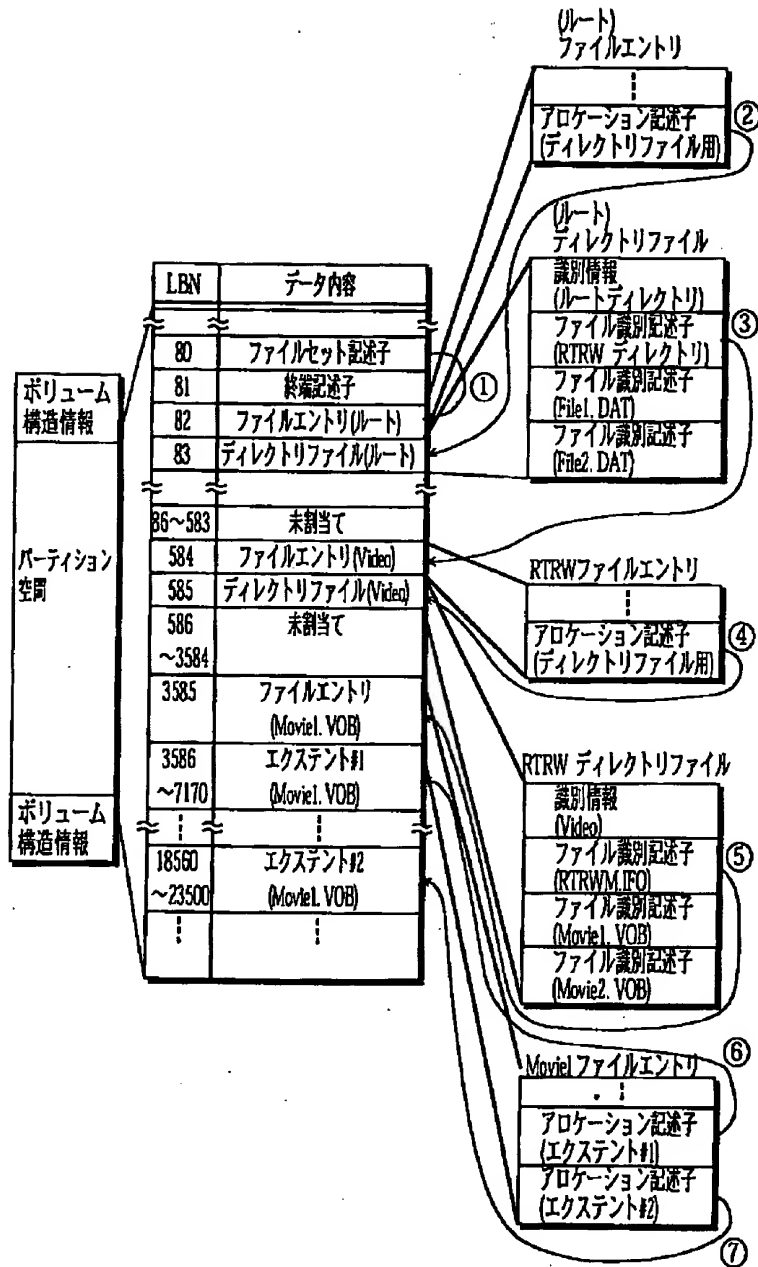 (ルート)
ファイルエントリ
アロケーション記述子
(ディレクトリファイル用)
②
(ルート)
ディレクトリファイル
識別情報
(ルートディレクトリ)
ファイル識別記述子
(RTRW ディレクトリ)
③
ファイル識別記述子
(File1. DAT)
ファイル識別記述子
(File2. DAT)
ボリューム
構造情報
パーティション
空間
ボリューム
構造情報
LBN データ内容
80 ファイルセット記述子
①
81 終端記述子
82 ファイルエントリ(ルート)
83 ディレクトリファイル(ルート)
86~583 未割当て
584 ファイルエントリ(Video)
585 ディレクトリファイル(Video)
586 未割当て
~3584
3585 ファイルエントリ
(Movie1. VOB)
3586 エクステント#1
~7170 (Movie1. VOB)
18560 エクステント#2
~23500 (Movie1. VOB)
RTRWファイルエントリ
アロケーション記述子
(ディレクトリファイル用)
④
RTRW ディレクトリファイル
識別情報
(Video)
ファイル識別記述子
(RTRWM.IFO)
⑤
ファイル識別記述子
(Movie1. VOB)
ファイル識別記述子
(Movie2. VOB)
⑥
Movie1ファイルエントリ
アロケーション記述子
(エクステント#1)
アロケーション記述子
(エクステント#2)
⑦